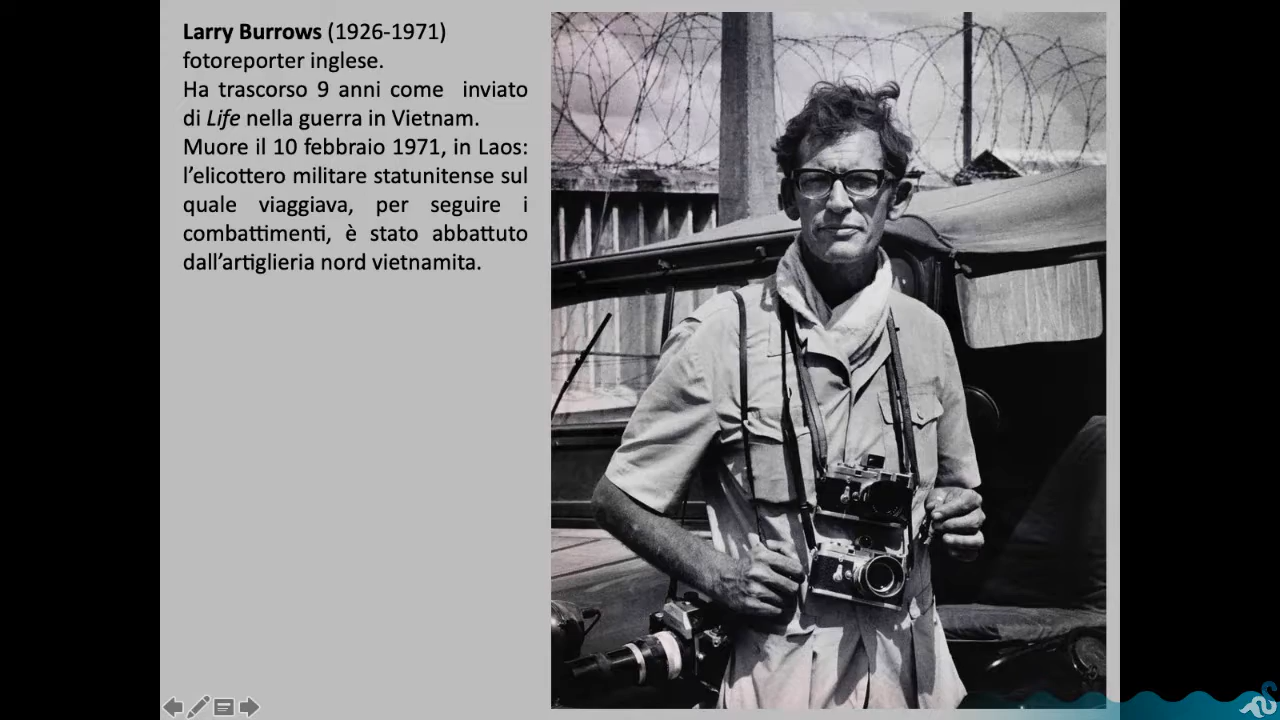 Larry Burrows (1926-1971)
fotoreporter inglese.
Ha trascorso 9 anni come inviato
di Life nella guerra in Vietnam.
Muore il 10 febbraio 1971, in Laos:
l’elicottero militare statunitense sul
quale viaggiava, per seguire i
combattimenti, è stato abbattuto
dall’artiglieria nord vietnamita.